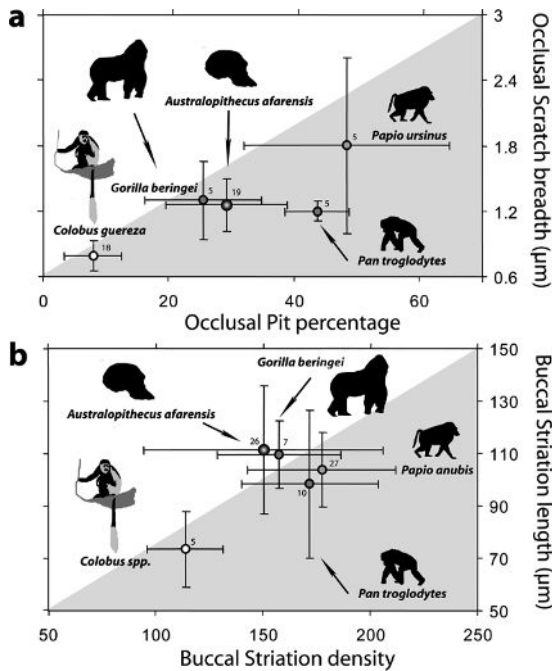 a
3
Occlusal Scratch breadth (µm)
Australopithecus afarensis
2.4
5
Papio ursinus
1.8
Gorilla beringei
5
19
5
Colobus guereza
1.2
18
Pan troglodytes
0.6
0 20 40 60
Occlusal Pit percentage
b
Gorilla beringei
150
Buccal Striation length (µm)
Australopithecus afarensis
130
26
7
27
Papio anubis
110
10
90
Colobus spp.
5
70
Pan troglodytes
50
50 100 150 200 250
Buccal Striation density